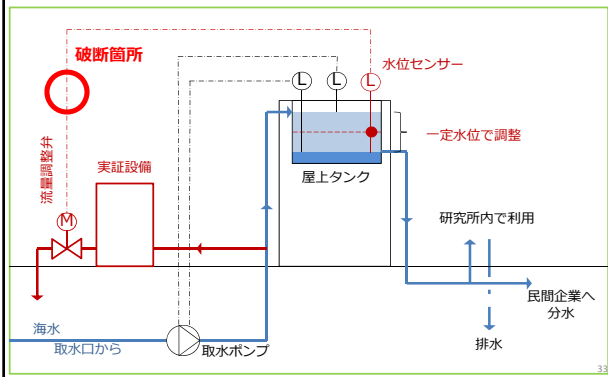 破断箇所
L
L
L
水位センサー
一定水位で調整
流量調整弁
実証設備
屋上タンク
M
研究所内で利用
民間企業へ
分水
海水
取水口から
取水ポンプ
排水
33